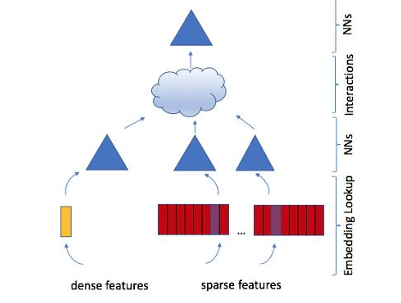 NNs
Interactions
NNs
Embedding Lookup
...
dense features
sparse features